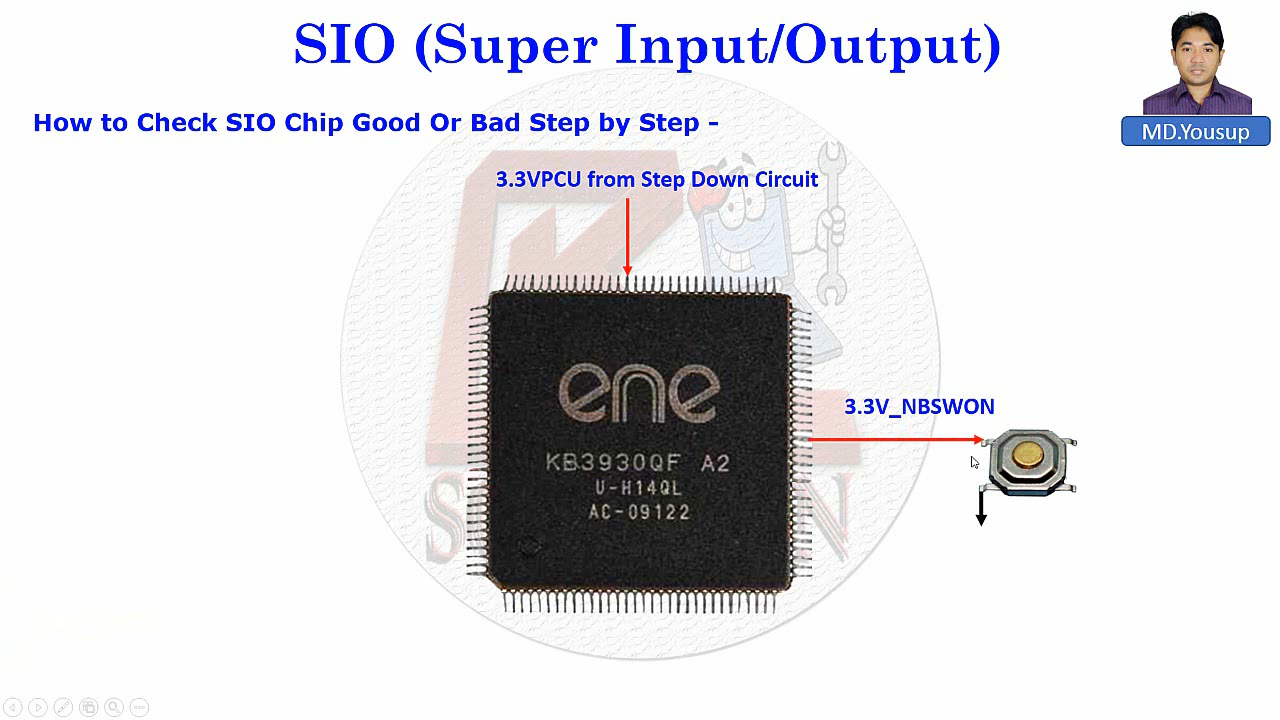 SIO (Super Input/Output)
MD.Yousup
How to Check SIO Chip Good Or Bad Step by Step -
3.3VPCU from Step Down Circuit
3.3V_NBSWON
ene
KB3930QF A2
U-H14QL
AC-09122